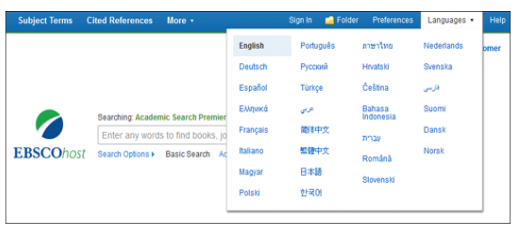 Subject Terms Cited References More Sign In Folder Preferences Languages Help
English Português ภาษาไทย Nederlands
Deutsch Русский Hrvatski Svenska
Español Türkçe Čeština فارسی
Ελληνικά عربي Bahasa Indonesia Suomi
Français 简体中文 עברית Dansk
Italiano 繁體中文 Română Norsk
Magyar 日本語 Slovenski
Polski 한국어
omer
Searching: Academic Search Premier
Enter any words to find books, jo
Search Options Basic Search
EBSCOhost